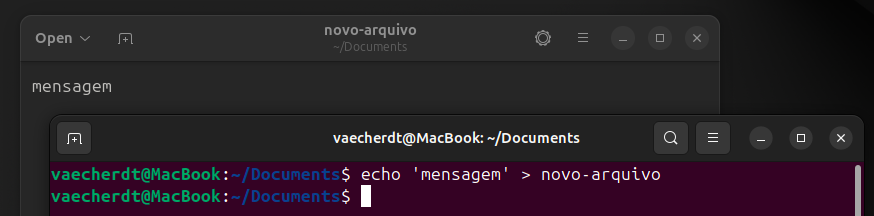 Open
novo-arquivo
~/Documents
mensagem
vaecherdt@MacBook: ~/Documents
vaecherdt@MacBook:~/Documents$ echo 'mensagem' > novo-arquivo
vaecherdt@MacBook:~/Documents$